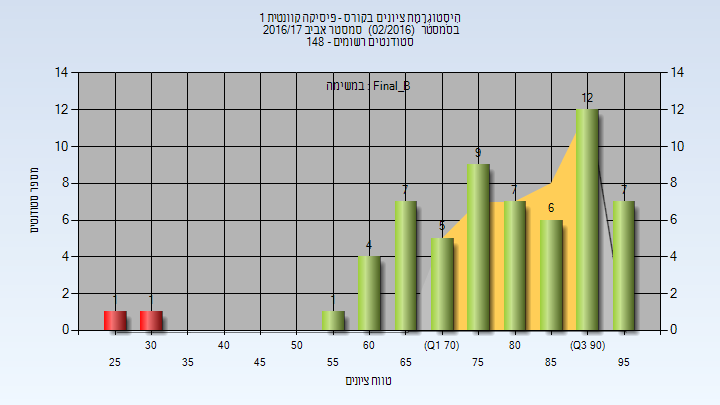 היסטוגרמת ציונים בקורס - פיסיקה קוונטית 1
בסמסטר (02/2016) סמסטר אביב 2016/17
סטודנטים רשומים - 148
במשימה : Final_B
מספר סטודנטים
14 14
12 12
10 10
8 8
6 6
4 4
2 2
0 0
1 1 1 4 7 5 9 7 6 12 7
30 40 50 60 (Q1 70) 80 (Q3 90)
25 35 45 55 65 75 85 95
טווח ציונים